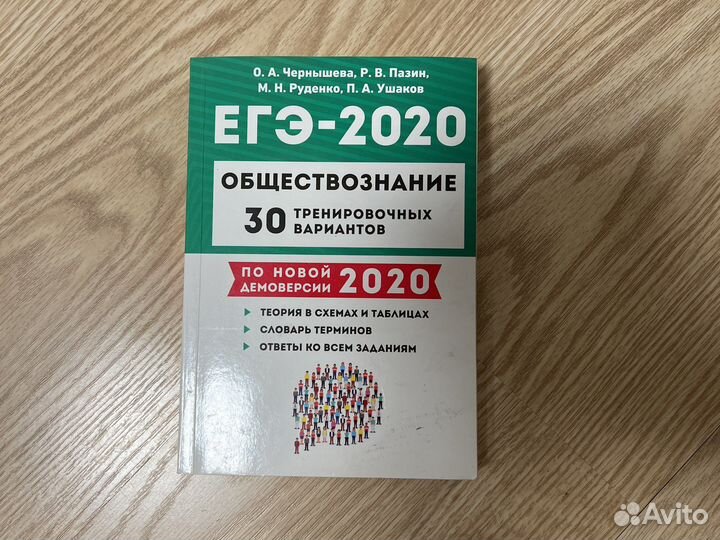 О. А. Чернышева, Р. В. Пазин,
М. Н. Руденко, П. А. Ушаков
ЕГЭ-2020
ОБЩЕСТВОЗНАНИЕ
30 ТРЕНИРОВОЧНЫХ
ВАРИАНТОВ
ПО НОВОЙ
ДЕМОВЕРСИИ 2020
ТЕОРИЯ В СХЕМАХ И ТАБЛИЦАХ
СЛОВАРЬ ТЕРМИНОВ
ОТВЕТЫ КО ВСЕМ ЗАДАНИЯМ
Avito